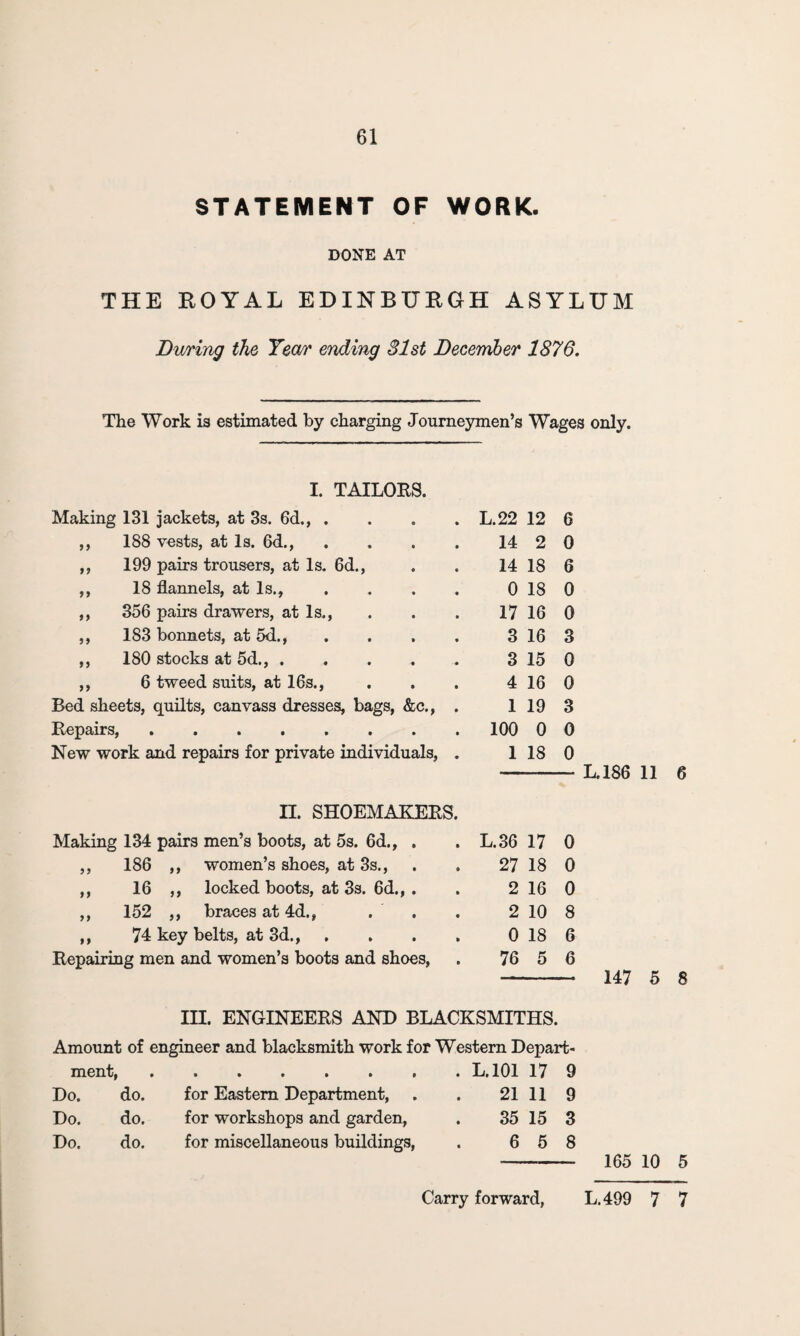 61
STATEMENT OF WORK.
DONE AT
THE ROYAL EDINBURGH ASYLUM
During the Year ending 31st December 1876.
The Work is estimated by charging Journeymen's Wages only.
I. TAILORS.
Making 131 jackets, at 3s. 6d., . . . . L.22 12 6
,, 188 vests, at 1s. 6d., . . . . 14 2 0
,, 199 pairs trousers, at 1s. 6d., . . 14 18 6
,, 18 flannels, at 1s., . . . . 0 18 0
,, 356 pairs drawers, at 1s., . . . 17 16 0
,, 183 bonnets, at 5d., . . . . 3 16 3
,, 180 stocks at 5d., . . . . . 3 15 0
,, 6 tweed suits, at 16s., . . . 4 16 0
Bed sheets, quilts, canvass dresses, bags, &c., . 1 19 3
Repairs, . . . . . . . . 100 0 0
New work and repairs for private individuals, . 1 18 0
L.186 11 6
II. SHOEMAKERS.
Making 134 pairs men's boots, at 5s. 6d., . . L.36 17 0
,, 186 ,, women's shoes, at 3s., . . 27 18 0
,, 16 ,, locked boots, at 3s. 6d., . . 2 16 0
,, 152 ,, braces at 4d., . . . 2 10 8
,, 74 key belts, at 3d., . . . . 0 18 6
Repairing men and women's boots and shoes, . 76 5 6
147 5 8
III. ENGINEERS AND BLACKSMITHS.
Amount of engineer and blacksmith work for Western Depart-
ment, . . . . . . . . L.101 17 9
Do. do. for Eastern Department, . . 21 11 9
Do. do. for workshops and garden, . 35 15 3
Do. do. for miscellaneous buildings, . 6 5 8
165 10 5
Carry forward, L.499 7 7